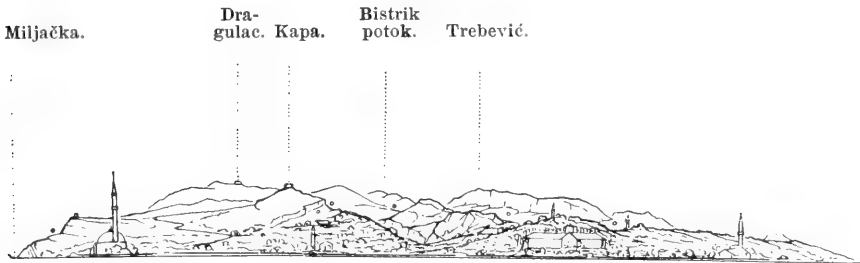 Miljačka.
Dra-
gulac.
Kapa.
Bistrik
potok.
Trebević.